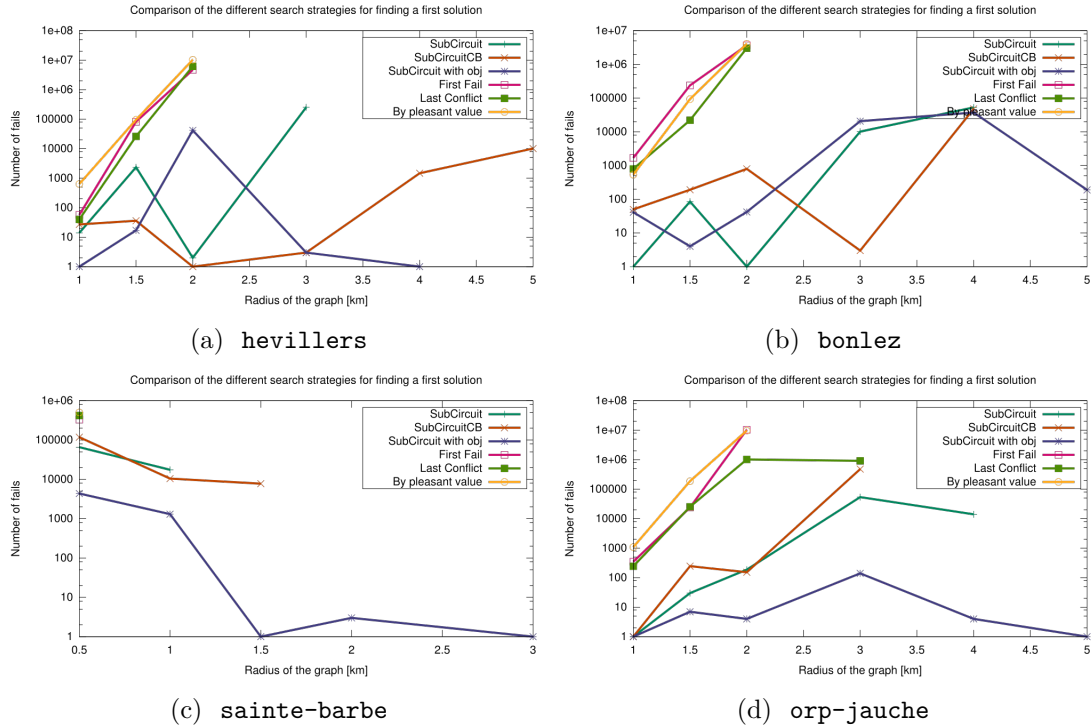 Comparison of the different search strategies for finding a first solution
1e+08
1e+07
1e+06
100000
10000
1000
100
10
1
Number of fails
SubCircuit
SubCircuitCB
SubCircuit with obj
First Fail
Last Conflict
By pleasant value
1 1.5 2 2.5 3 3.5 4 4.5 5
Radius of the graph [km]
(a) hevillers
Comparison of the different search strategies for finding a first solution
1e+07
1e+06
100000
10000
1000
100
10
1
Number of fails
SubCircuit
SubCircuitCB
SubCircuit with obj
First Fail
Last Conflict
By pleasant value
1 1.5 2 2.5 3 3.5 4 4.5 5
Radius of the graph [km]
(b) bonlez
Comparison of the different search strategies for finding a first solution
1e+06
100000
10000
1000
100
10
1
Number of fails
SubCircuit
SubCircuitCB
SubCircuit with obj
First Fail
Last Conflict
By pleasant value
0.5 1 1.5 2 2.5 3
Radius of the graph [km]
(c) sainte-barbe
Comparison of the different search strategies for finding a first solution
1e+08
1e+07
1e+06
100000
10000
1000
100
10
1
Number of fails
SubCircuit
SubCircuitCB
SubCircuit with obj
First Fail
Last Conflict
By pleasant value
1 1.5 2 2.5 3 3.5 4 4.5 5
Radius of the graph [km]
(d) orp-jauche